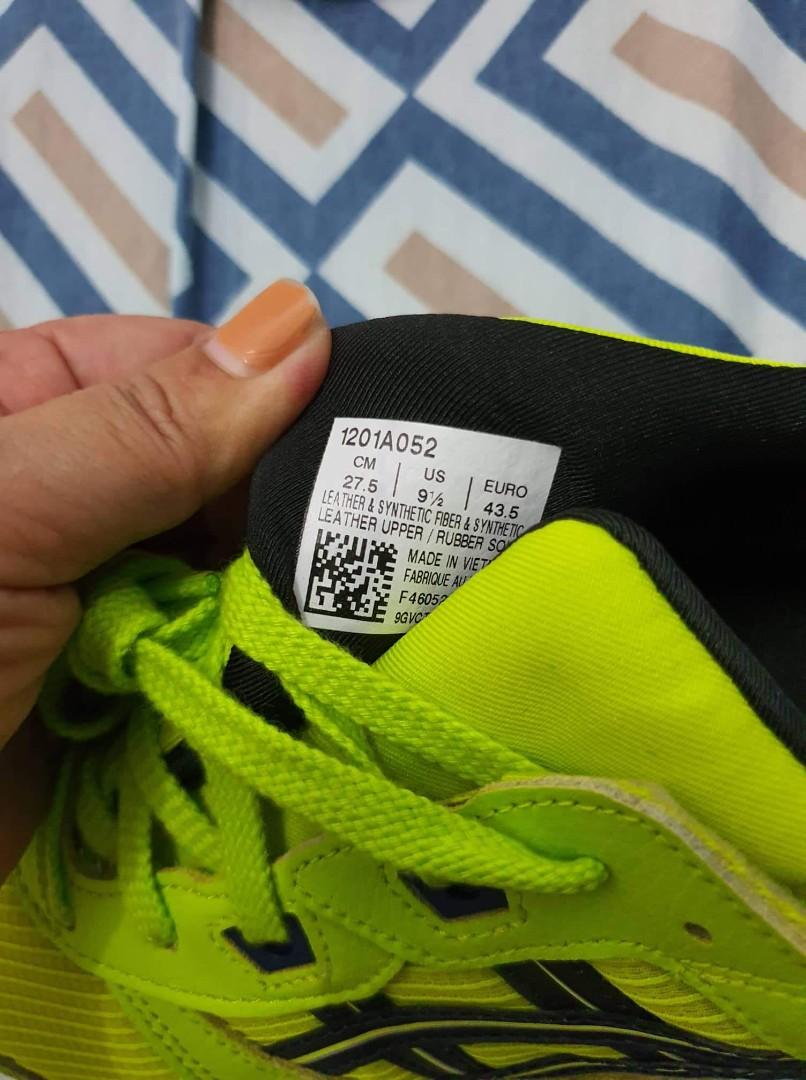 1201A052
CM | US | EURO
27.5 | 9½ | 43.5
LEATHER & SYNTHETIC FIBER & SYNTHETIC
LEATHER UPPER / RUBBER
MADE IN
FABRIQUE AU